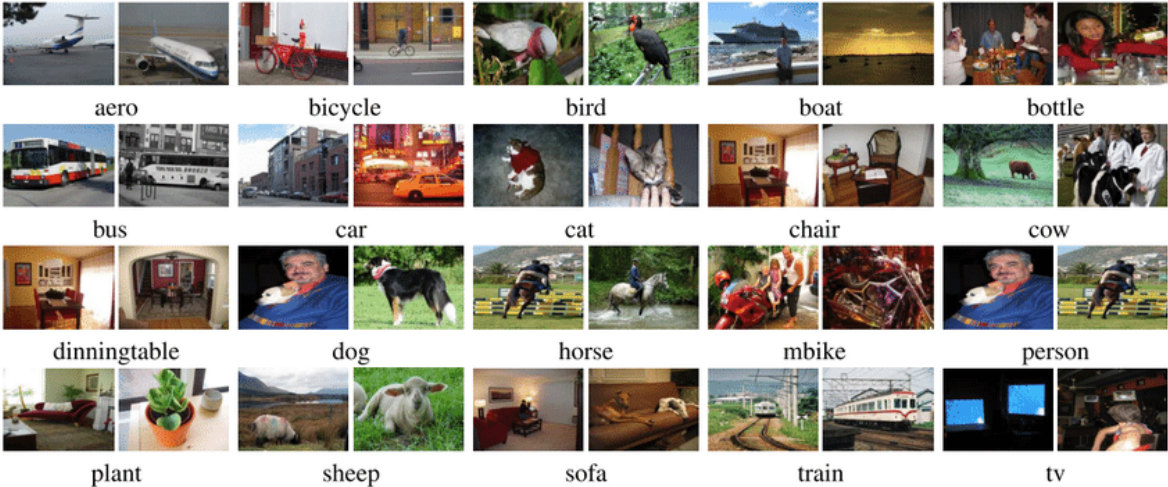 aero
bicycle
bird
boat
bottle
bus
car
cat
chair
cow
dinningtable
dog
horse
mbike
person
plant
sheep
sofa
train
tv